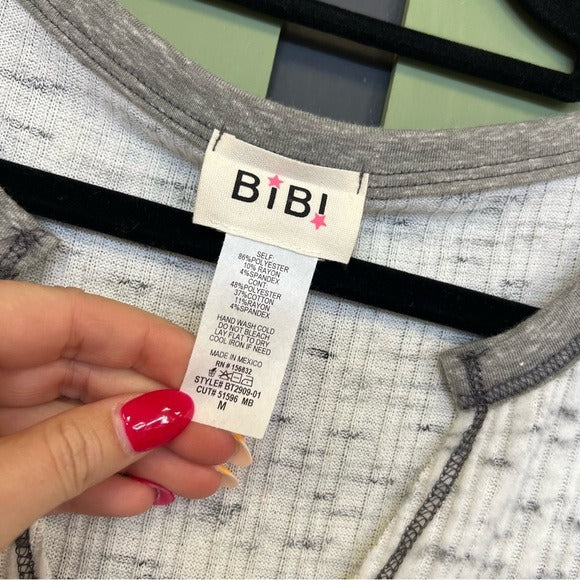 BiBi
SELF:
86%POLYESTER
10% RAYON
4%SPANDEX
CONT:
48%POLYESTER
37%COTTON
11%RAYON
4%SPANDEX
HAND WASH COLD
DO NOT BLEACH
LAY FLAT TO DRY
COOL IRON IF NEED
MADE IN MEXICO
RN # 156832
STYLE# BT2909-01
CUT# 51596 MB
M